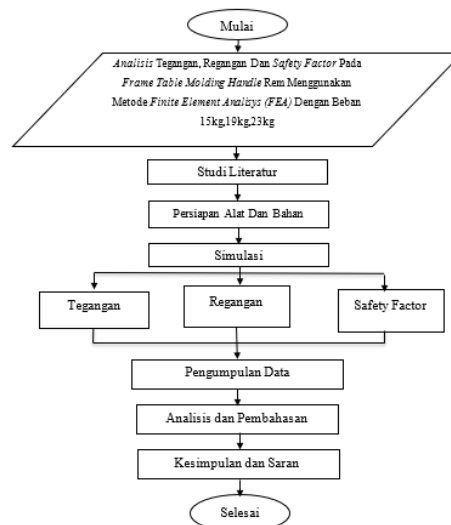 Mulai
Analisis Tegangan, Regangan Dan Safety Factor Pada
Frame Table Molding Handle Rem Menggunakan
Metode Finite Element Analisys (FEA) Dengan Beban
15kg,19kg,23kg
Studi Literatur
Persiapan Alat Dan Bahan
Simulasi
Tegangan
Regangan
Safety Factor
Pengumpulan Data
Analisis dan Pembahasan
Kesimpulan dan Saran
Selesai